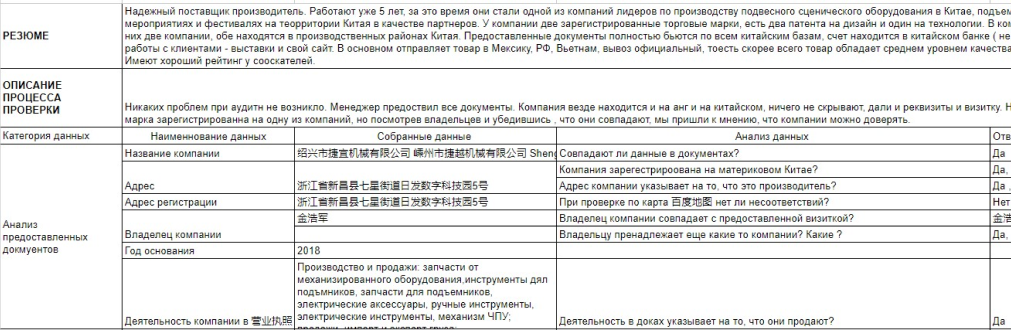 Надежный поставщик производитель. Работают уже 5 лет, за это время они стали одной из компаний лидеров по производству подвесного сценического оборудования в Китае, подъем
мероприятиях и фестивалях на теорритории Китая в качестве партнеров. У компании две зарегистрированные торговые марки, есть два патента на дизайн и один на технологии. В ком
РЕЗЮМЕ
них две компании, обе находятся в производственных районах Китая. Предоставленные документы полностью бьются по всем китайским базам, счет находится в китайском банке ( не
работы с клиентами - выставки и свой сайт. В основном отправляет товар в Мексику, РФ, Вьетнам, вывоз официальный, тоесть скорее всего товар обладает среднем уровнем качества
Имеют хороший рейтинг у сооскателей.
ОПИСАНИЕ
ПРОЦЕССА
ПРОВЕРКИ
Никаких проблем при аудитн не возникло. Менеджер предоствил все документы. Компания везде находится и на анг и на китайском, ничего не скрывают, дали и реквизиты и визитку. Н
марка зарегистрированна на одну из компаний, но посмотрев владельцев и убедившись , что они совпадают, мы пришли к мнению, что компании можно доверять.
Категория данных Наименнование данных Собранные данные Анализ данных Отв
Название компании 绍兴市捷宜机械有限公司 嵊州市捷越机械有限公司 Sheng Совпадают ли данные в документах? Да
Компания зарегестрироована на материковом Китае? Да,
Адрес 浙江省新昌县七星街道日发数字科技园5号 Адрес компании указывает на то, что это производитель? Да ,
Адрес регистрации 浙江省新昌县七星街道日发数字科技园5号 При проверке по карта 百度地图 нет ли несоответствий? Нет
金浩军 Владелец компании совпадает с предоставленной визиткой? 金浩
Владелец компании Владельцу пренадлежает еще какие то компании? Какие ? Да,
Анализ
предоставленных
докмуентов
Год основания 2018
Производство и продажи: запчасти от
механизированного оборудования,инструменты дял
подъмников, запчасти для подъемников,
электрические аксессуары, ручные инструменты,
электрические инструменты, механизм ЧПУ;
Деятельность компании в 营业执照 продажи, импорт и экспорт груза; Деятельность в доках указывает на то, что они продают? Да